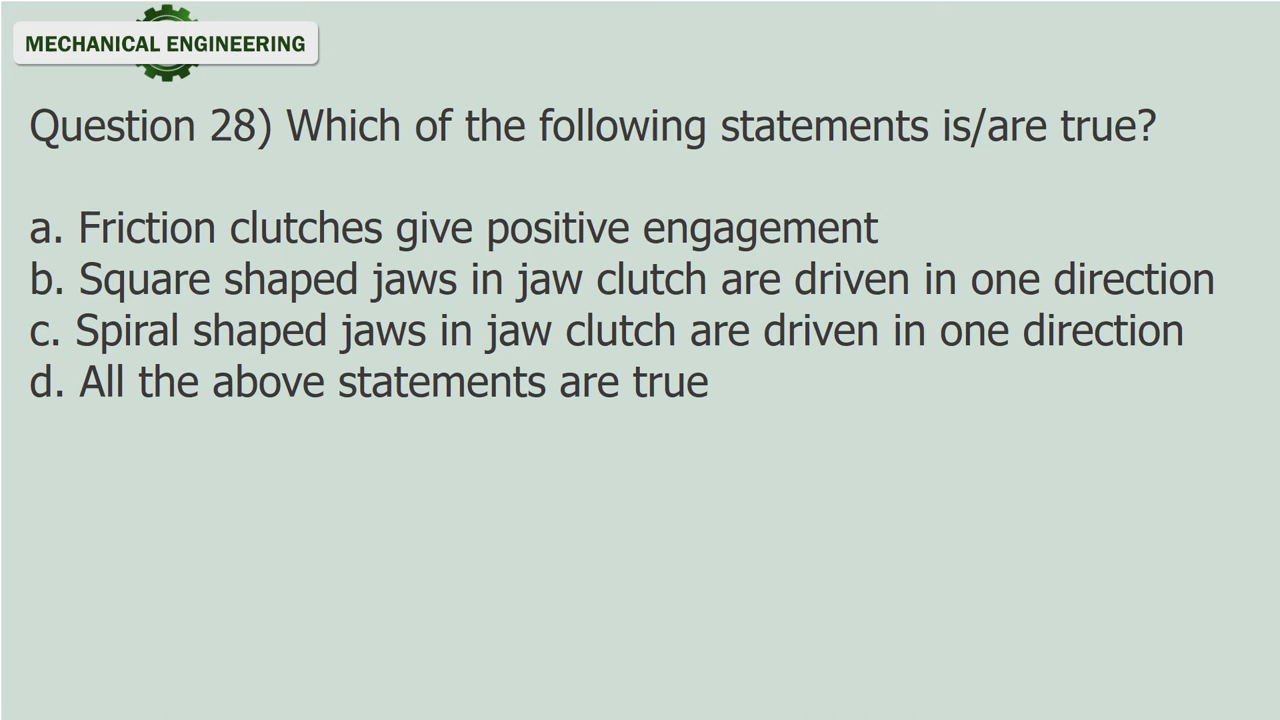 MECHANICAL ENGINEERING
Question 28) Which of the following statements is/are true?
a. Friction clutches give positive engagement
b. Square shaped jaws in jaw clutch are driven in one direction
c. Spiral shaped jaws in jaw clutch are driven in one direction
d. All the above statements are true